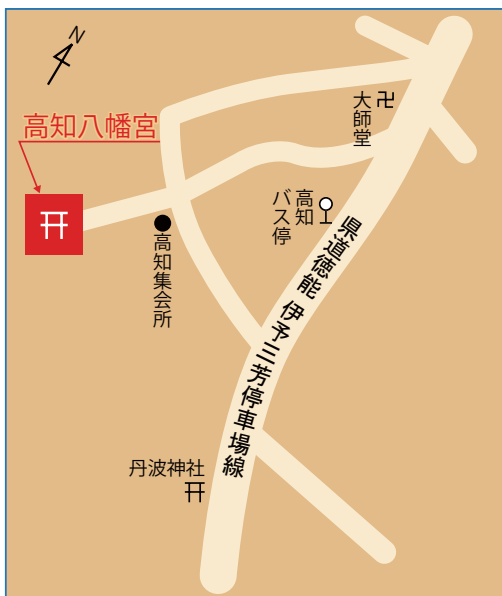 N
高知八幡宮
大師堂
高知
バス停
高知集会所
県道徳能 伊予三芳停車場線
丹波神社